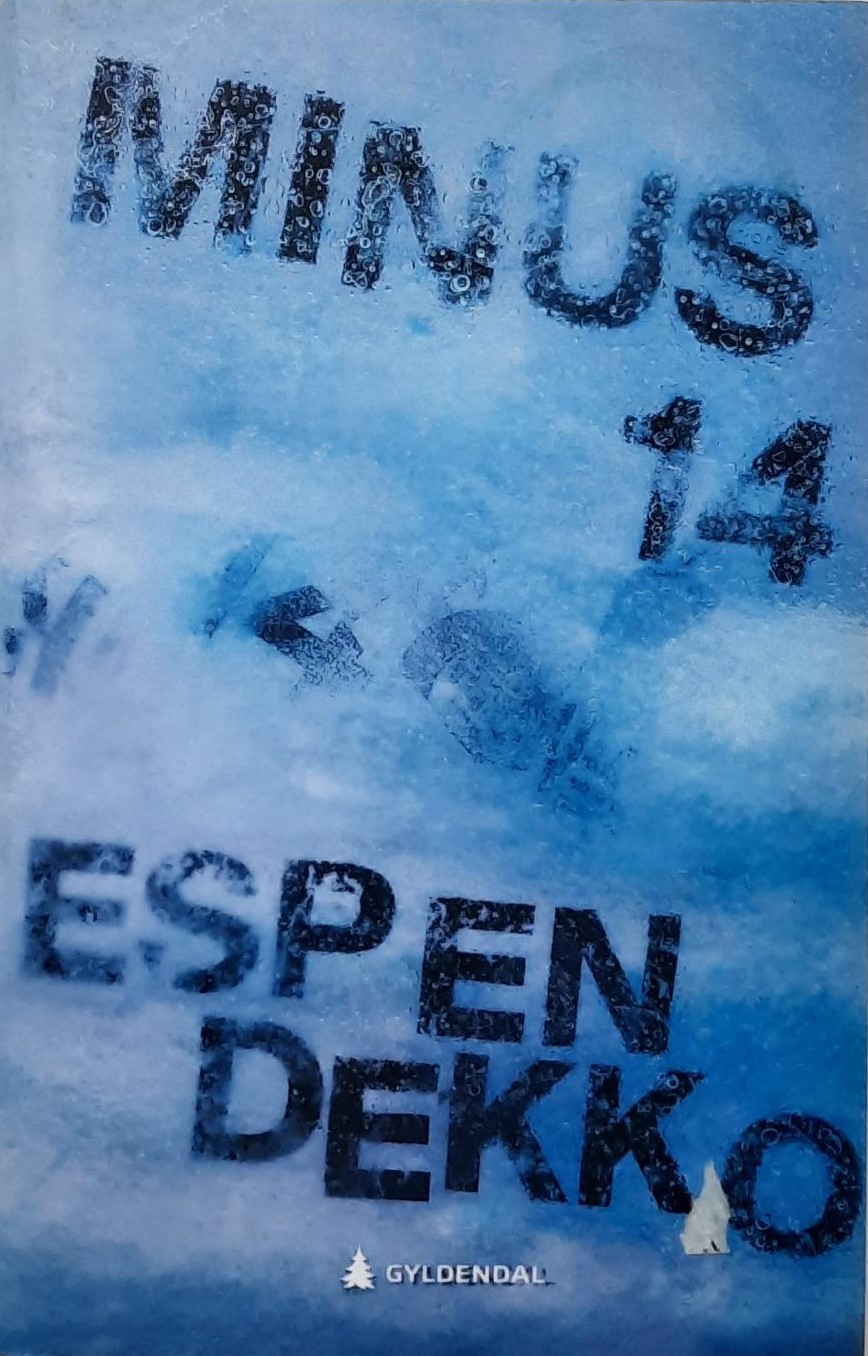 MINUS
14
ESPEN
DEKKO
GYLDENDAL